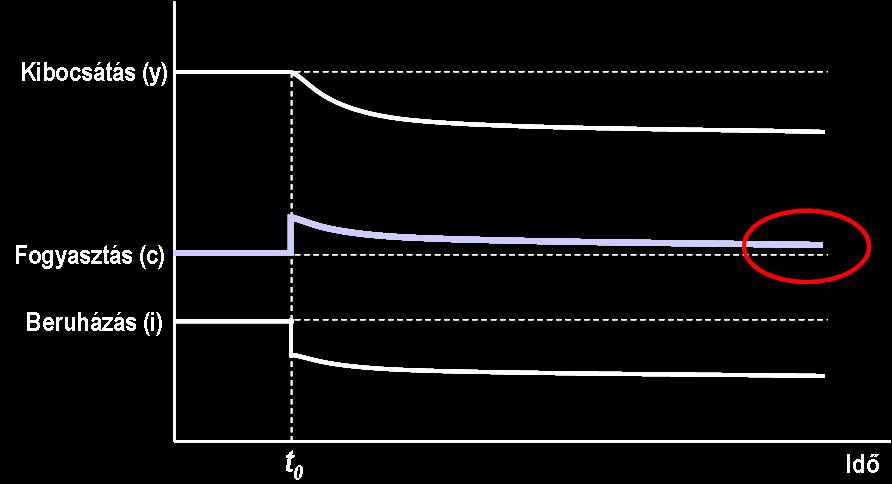 Kibocsátás (y)
Fogyasztás (c)
Beruházás (i)
t0
Idő